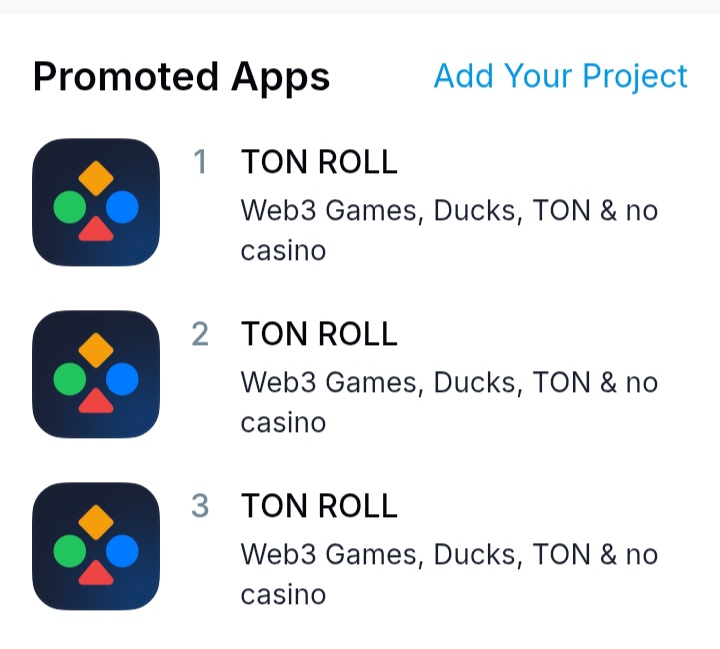 Promoted Apps
Add Your Project
1
TON ROLL
Web3 Games, Ducks, TON & no
casino
2
TON ROLL
Web3 Games, Ducks, TON & no
casino
3
TON ROLL
Web3 Games, Ducks, TON & no
casino